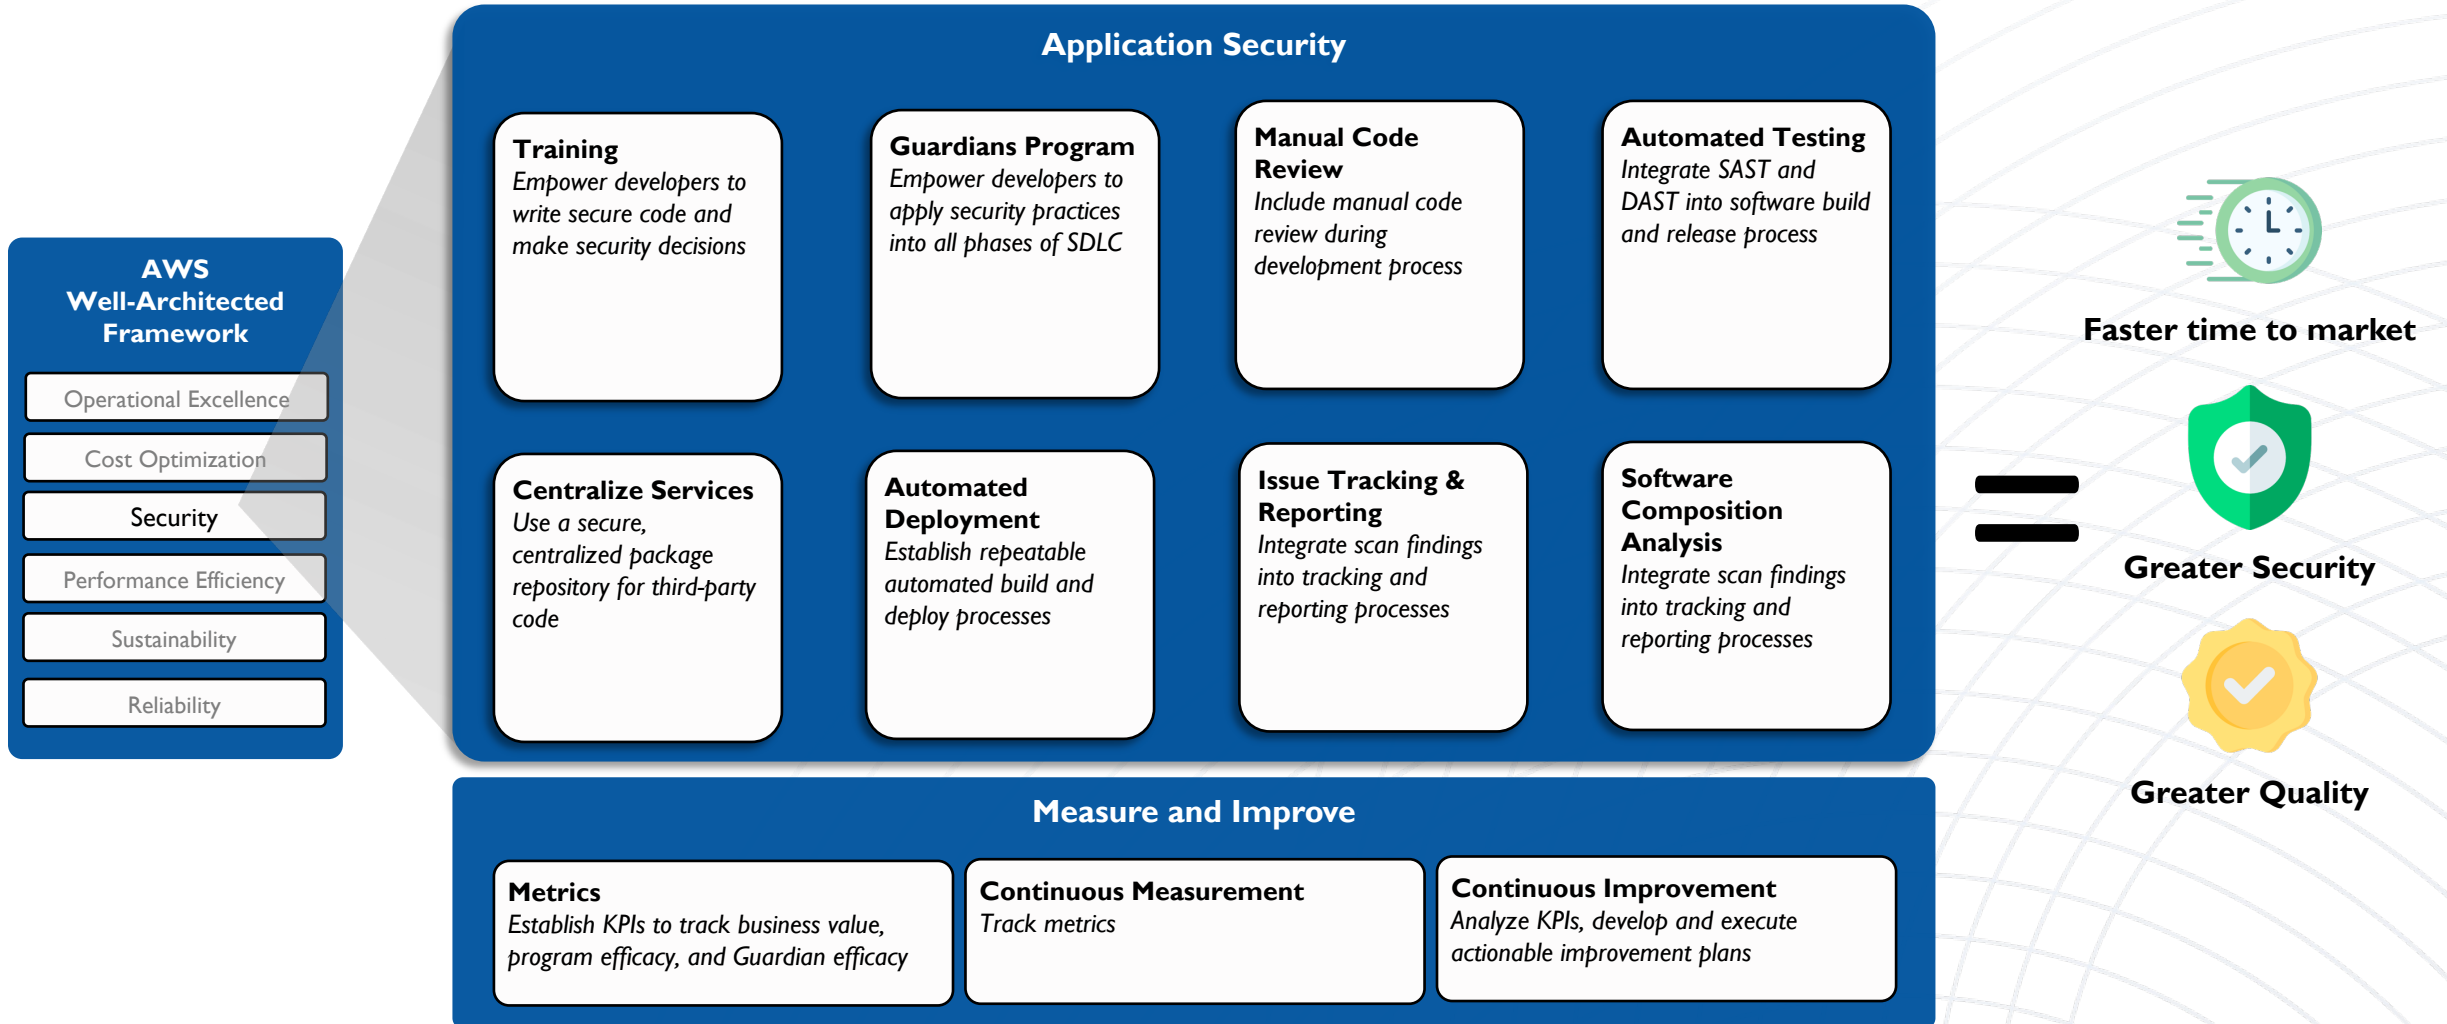 AWS
Well-Architected
Framework
Operational Excellence
Cost Optimization
Security
Performance Efficiency
Sustainability
Reliability
Application Security
Training
Empower developers to
write secure code and
make security decisions
Guardians Program
Empower developers to
apply security practices
into all phases of SDLC
Manual Code
Review
Include manual code
review during
development process
Automated Testing
Integrate SAST and
DAST into software build
and release process
Centralize Services
Use a secure,
centralized package
repository for third-party
code
Automated
Deployment
Establish repeatable
automated build and
deploy processes
Issue Tracking &
Reporting
Integrate scan findings
into tracking and
reporting processes
Software
Composition
Analysis
Integrate scan findings
into tracking and
reporting processes
Measure and Improve
Metrics
Establish KPIs to track business value,
program efficacy, and Guardian efficacy
Continuous Measurement
Track metrics
Continuous Improvement
Analyze KPIs, develop and execute
actionable improvement plans
Faster time to market
Greater Security
Greater Quality